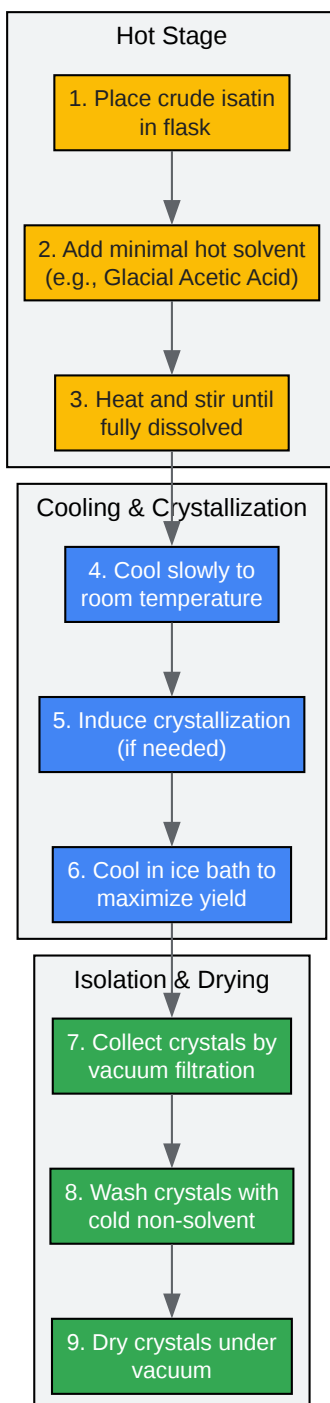 Hot Stage
1. Place crude isatin
in flask
2. Add minimal hot solvent
(e.g., Glacial Acetic Acid)
3. Heat and stir until
fully dissolved
Cooling & Crystallization
4. Cool slowly to
room temperature
5. Induce crystallization
(if needed)
6. Cool in ice bath to
maximize yield
Isolation & Drying
7. Collect crystals by
vacuum filtration
8. Wash crystals with
cold non-solvent
9. Dry crystals under
vacuum